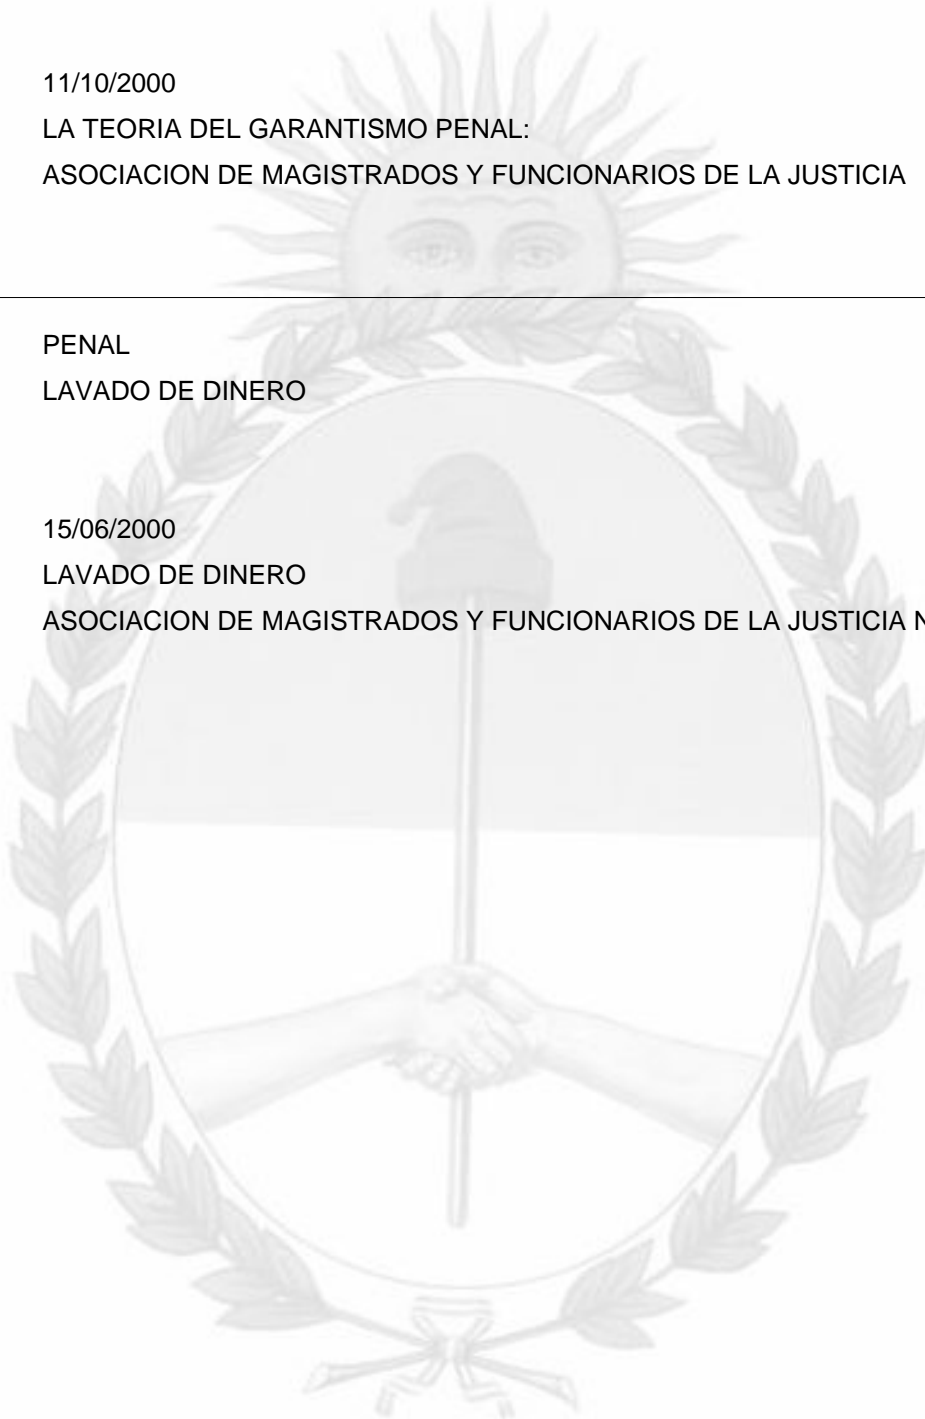 11/10/2000
LA TEORIA DEL GARANTISMO PENAL:
ASOCIACION DE MAGISTRADOS Y FUNCIONARIOS DE LA JUSTICIA
PENAL
LAVADO DE DINERO
15/06/2000
LAVADO DE DINERO
ASOCIACION DE MAGISTRADOS Y FUNCIONARIOS DE LA JUSTICIA